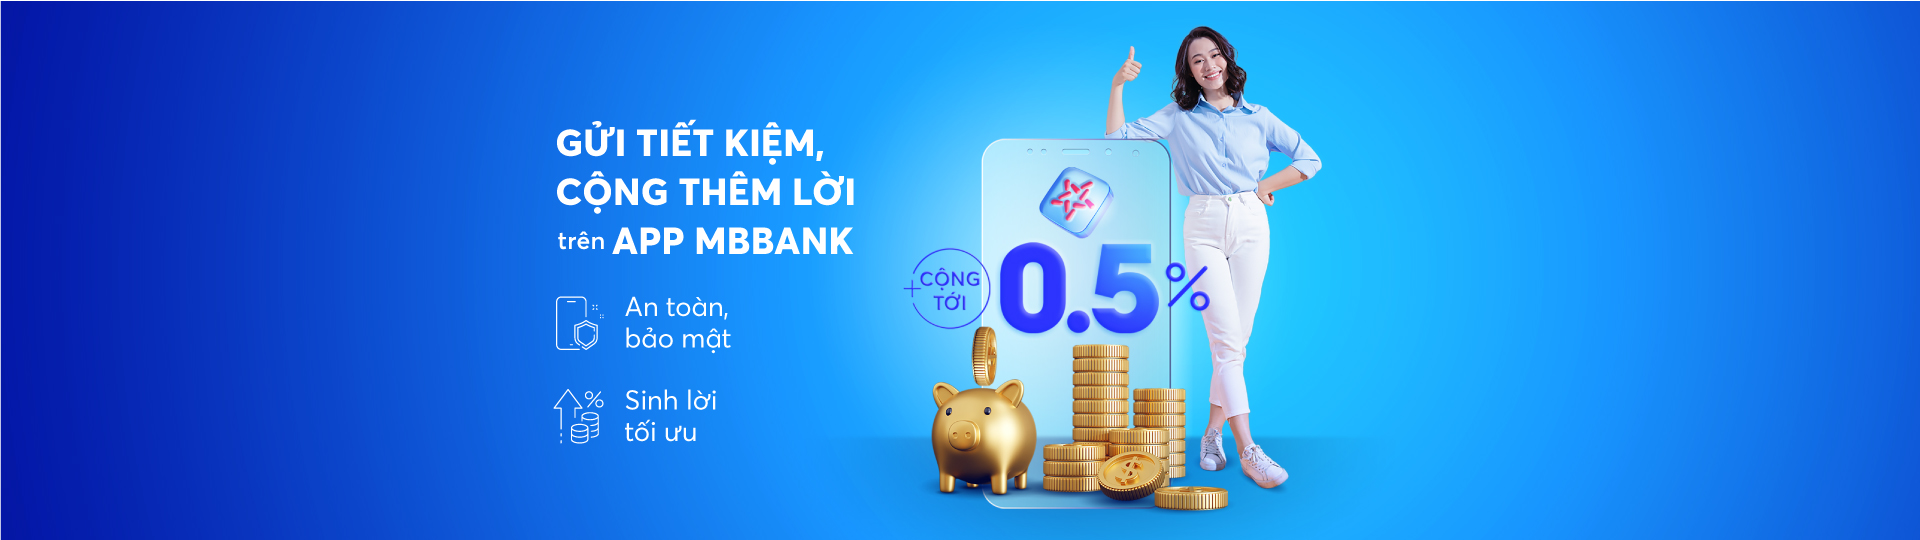 GỬI TIẾT KIỆM,
CỘNG THÊM LỜI
trên APP MBBANK
An toàn,
bảo mật
Sinh lời
tối ưu
+CỘNG
TỚI
0.5%